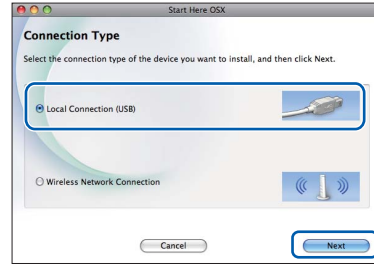 Start Here OSX
Connection Type
Select the connection type of the device you want to install, and then click Next.
Local Connection (USB)
Wireless Network Connection
Cancel
Next